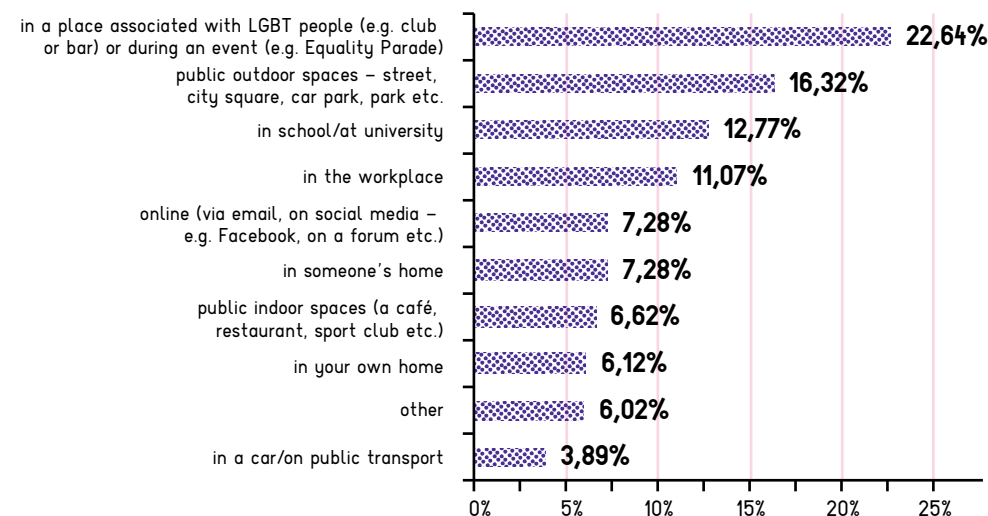 in a place associated with LGBT people (e.g. club
or bar) or during an event (e.g. Equality Parade)
22,64%
public outdoor spaces – street,
city square, car park, park etc.
16,32%
in school/at university
12,77%
in the workplace
11,07%
online (via email, on social media –
e.g. Facebook, on a forum etc.)
7,28%
in someone's home
7,28%
public indoor spaces (a café,
restaurant, sport club etc.)
6,62%
in your own home
6,12%
other
6,02%
in a car/on public transport
3,89%
0% 5% 10% 15% 20% 25%